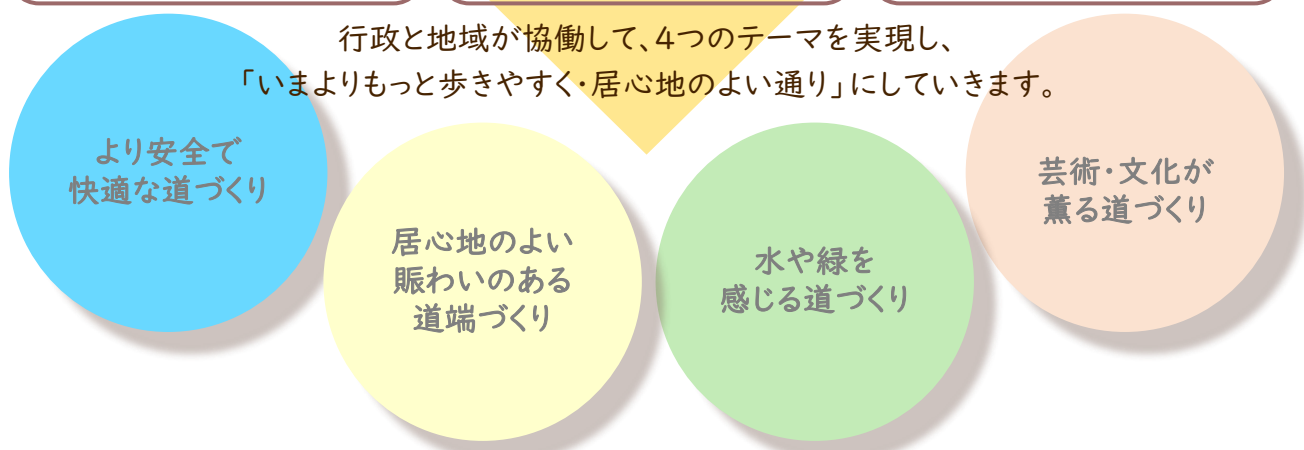 行政と地域が協働して、4つのテーマを実現し、
「いまよりもっと歩きやすく・居心地のよい通り」にしていきます。
より安全で
快適な道づくり
居心地のよい
賑わいのある
道端づくり
水や緑を
感じる道づくり
芸術・文化が
薫る道づくり